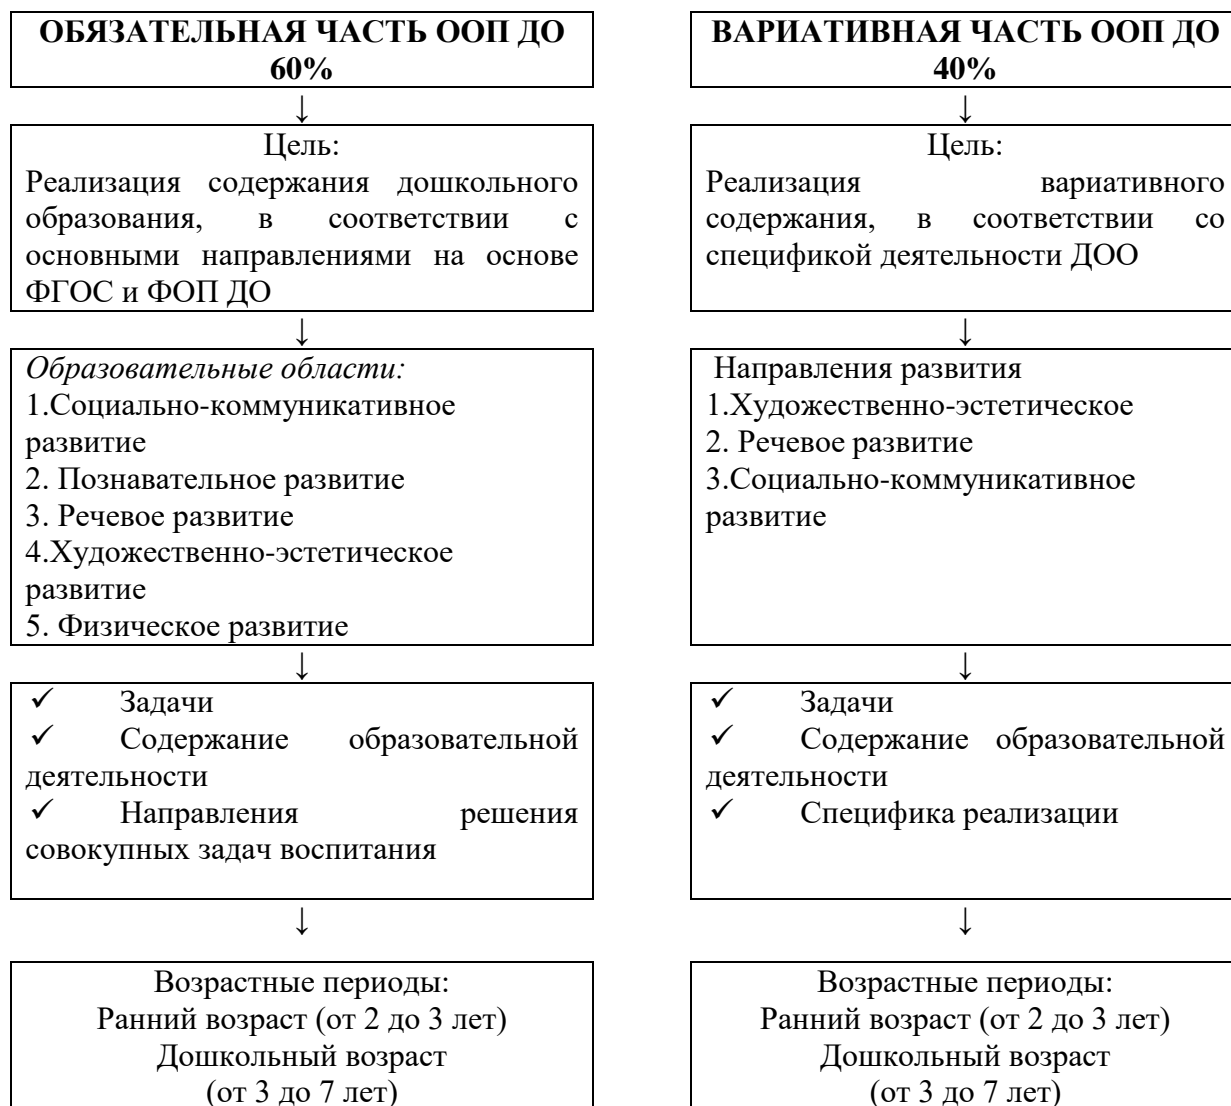 ОБЯЗАТЕЛЬНАЯ ЧАСТЬ ООП ДО
60%
↓
Цель:
Реализация содержания дошкольного
образования, в соответствии с
основными направлениями на основе
ФГОС и ФОП ДО
↓
Образовательные области:
1.Социально-коммуникативное
развитие
2. Познавательное развитие
3. Речевое развитие
4.Художественно-эстетическое
развитие
5. Физическое развитие
↓
✓ Задачи
✓ Содержание образовательной
деятельности
✓ Направления решения
совокупных задач воспитания
↓
Возрастные периоды:
Ранний возраст (от 2 до 3 лет)
Дошкольный возраст
(от 3 до 7 лет)
ВАРИАТИВНАЯ ЧАСТЬ ООП ДО
40%
↓
Цель:
Реализация вариативного
содержания, в соответствии со
спецификой деятельности ДОО
↓
Направления развития
1.Художественно-эстетическое
2. Речевое развитие
3.Социально-коммуникативное
развитие
↓
✓ Задачи
✓ Содержание образовательной
деятельности
✓ Специфика реализации
↓
Возрастные периоды:
Ранний возраст (от 2 до 3 лет)
Дошкольный возраст
(от 3 до 7 лет)